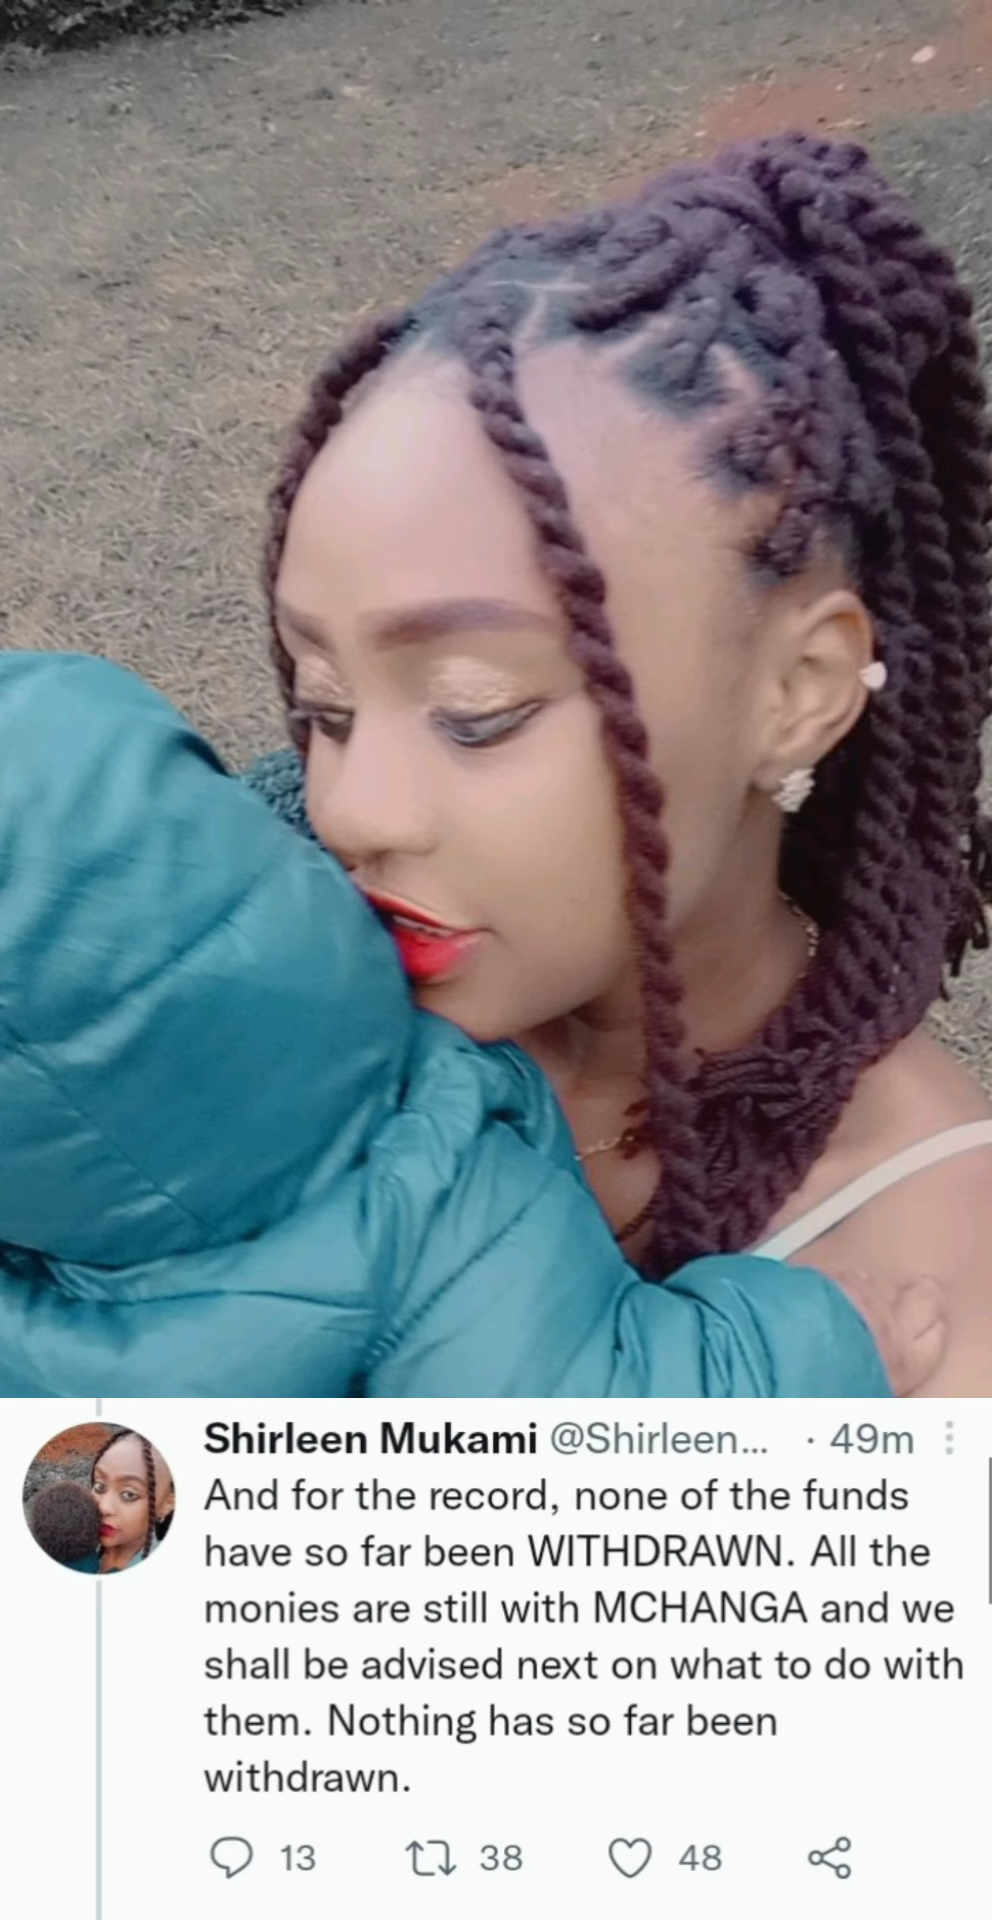 Shirleen Mukami @Shirleen... · 49m
And for the record, none of the funds
have so far been WITHDRAWN. All the
monies are still with MCHANGA and we
shall be advised next on what to do with
them. Nothing has so far been
withdrawn.
13 38 48